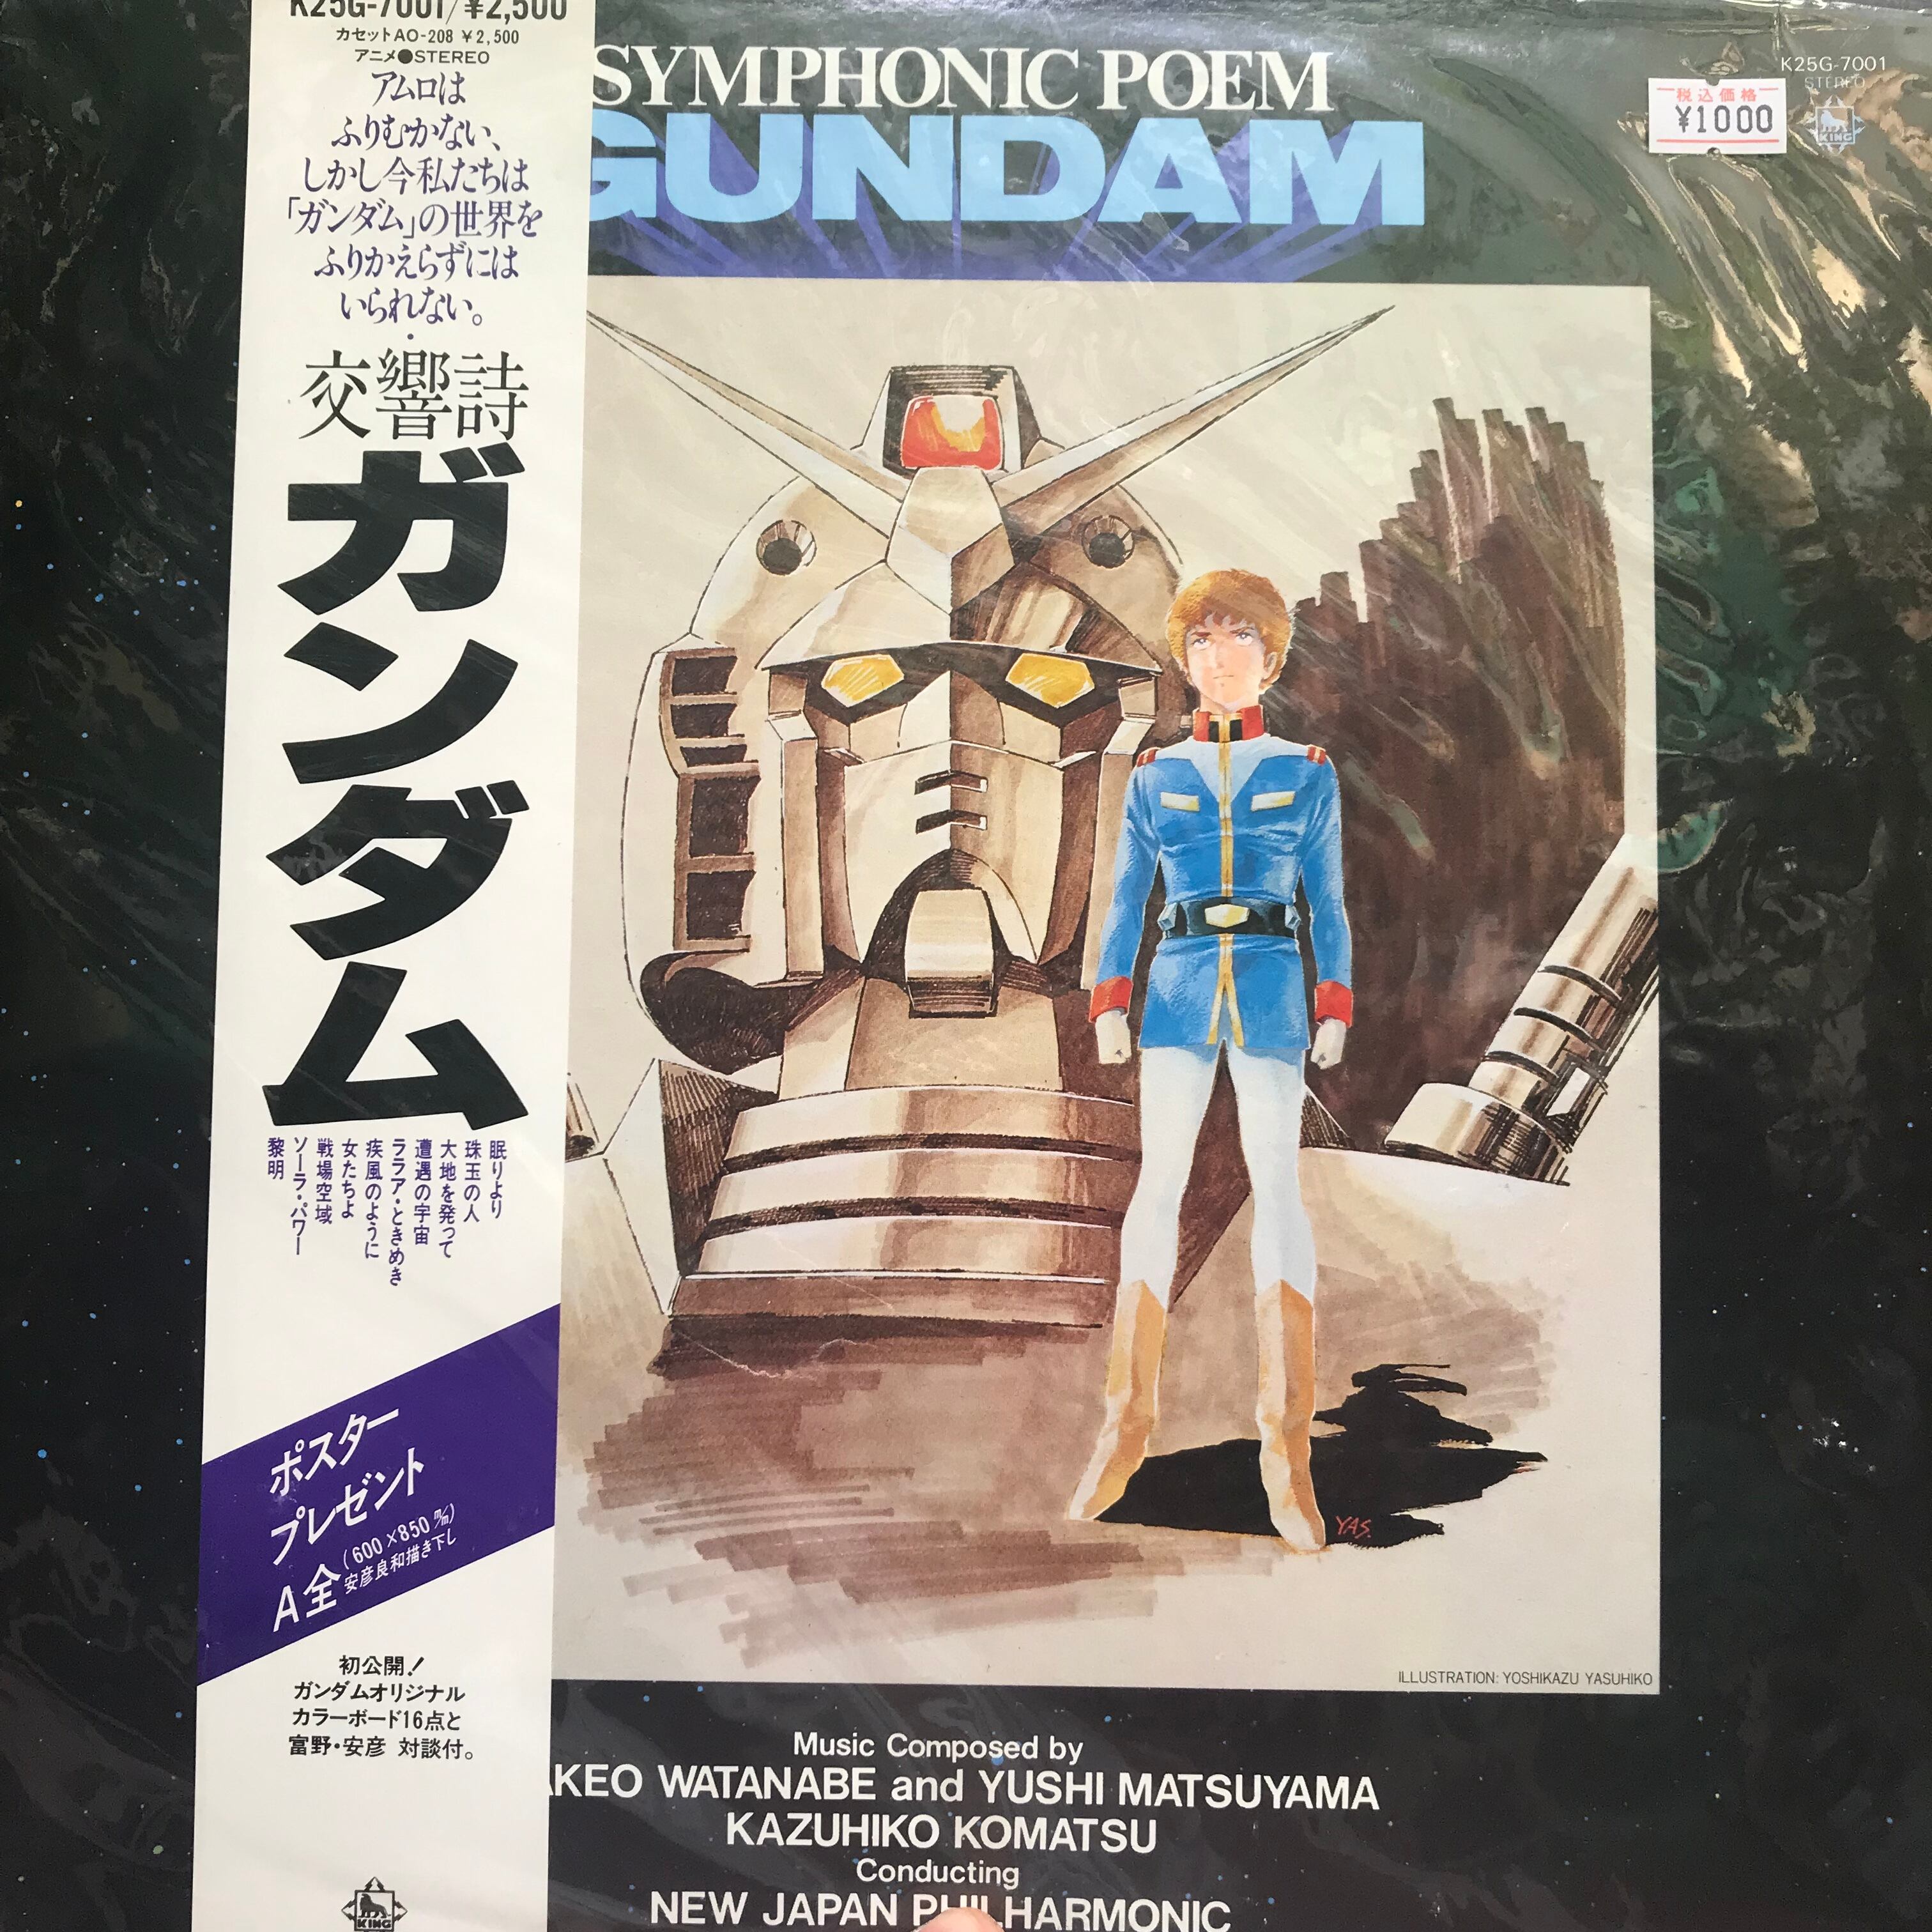 K25G-7001/¥2,500
カセットAO-208 ¥2,500
アニメ●STEREO
アムロは
ふりむかない、
しかし今私たちは
「ガンダム」の世界を
ふりかえらずには
いられない。
交響詩
ガンダム
眠りより
珠玉の人
大地を発って
遭遇の宇宙
ララア・ときめき
疾風のように
女たちよ
戦場空域
ソーラ・パワー
黎明
ポスター
プレゼント
A全(600×850m/m)
安彦良和描き下し
初公開!
ガンダムオリジナル
カラーボード16点と
富野・安彦 対談付。
KING
SYMPHONIC POEM
GUNDAM
K25G-7001
STEREO
KING
税込価格
¥1000
YAS.
ILLUSTRATION: YOSHIKAZU YASUHIKO
Music Composed by
AKEO WATANABE and YUSHI MATSUYAMA
KAZUHIKO KOMATSU
Conducting
NEW JAPAN PHILHARMONIC